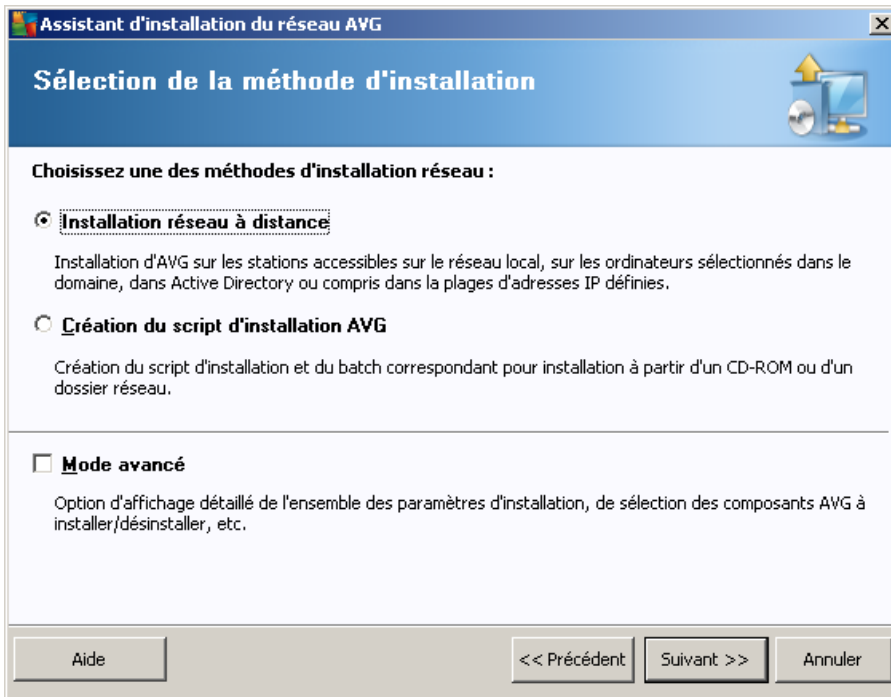 Assistant d'installation du réseau AVG
Sélection de la méthode d'installation
Choisissez une des méthodes d'installation réseau :
Installation réseau à distance
Installation d'AVG sur les stations accessibles sur le réseau local, sur les ordinateurs sélectionnés dans le
domaine, dans Active Directory ou compris dans la plages d'adresses IP définies.
Création du script d'installation AVG
Création du script d'installation et du batch correspondant pour installation à partir d'un CD-ROM ou d'un
dossier réseau.
Mode avancé
Option d'affichage détaillé de l'ensemble des paramètres d'installation, de sélection des composants AVG à
installer/désinstaller, etc.
Aide
<< Précédent
Suivant >>
Annuler